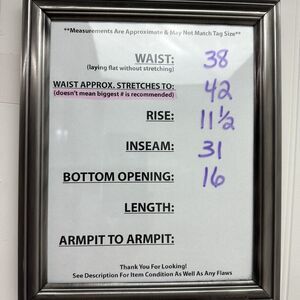 **Measurements Are Approximate & May Not Match Tag Size**
WAIST: 38
(laying flat without stretching)
WAIST APPROX. STRETCHES TO: 42
(doesn't mean biggest # is recommended)
RISE: 11 1/2
INSEAM: 31
BOTTOM OPENING: 16
LENGTH:
ARMPIT TO ARMPIT:
Thank You For Looking!
See Description For Item Condition As Well As Any Flaws